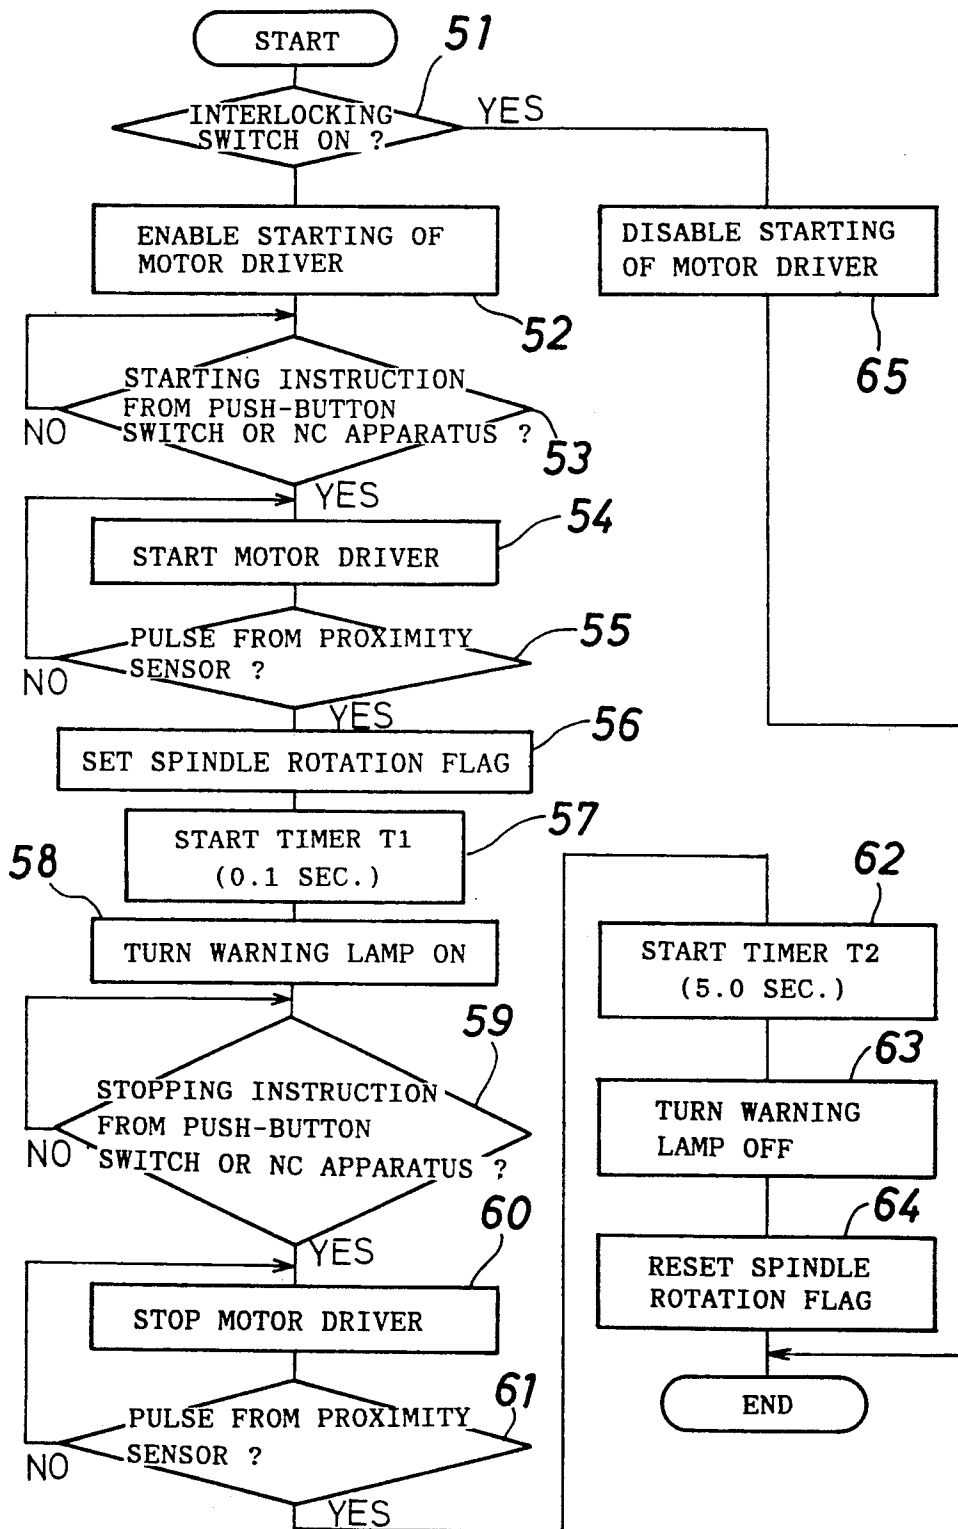 START
51
INTERLOCKING
SWITCH ON ?
YES
ENABLE STARTING OF
MOTOR DRIVER
52
DISABLE STARTING
OF MOTOR DRIVER
65
STARTING INSTRUCTION
FROM PUSH-BUTTON
SWITCH OR NC APPARATUS ?
NO
53
YES
54
START MOTOR DRIVER
PULSE FROM PROXIMITY
SENSOR ?
55
NO
YES
56
SET SPINDLE ROTATION FLAG
57
START TIMER T1
(0.1 SEC.)
58
TURN WARNING LAMP ON
59
STOPPING INSTRUCTION
FROM PUSH-BUTTON
SWITCH OR NC APPARATUS ?
NO
YES
60
STOP MOTOR DRIVER
61
PULSE FROM PROXIMITY
SENSOR ?
NO
YES
62
START TIMER T2
(5.0 SEC.)
63
TURN WARNING
LAMP OFF
64
RESET SPINDLE
ROTATION FLAG
END